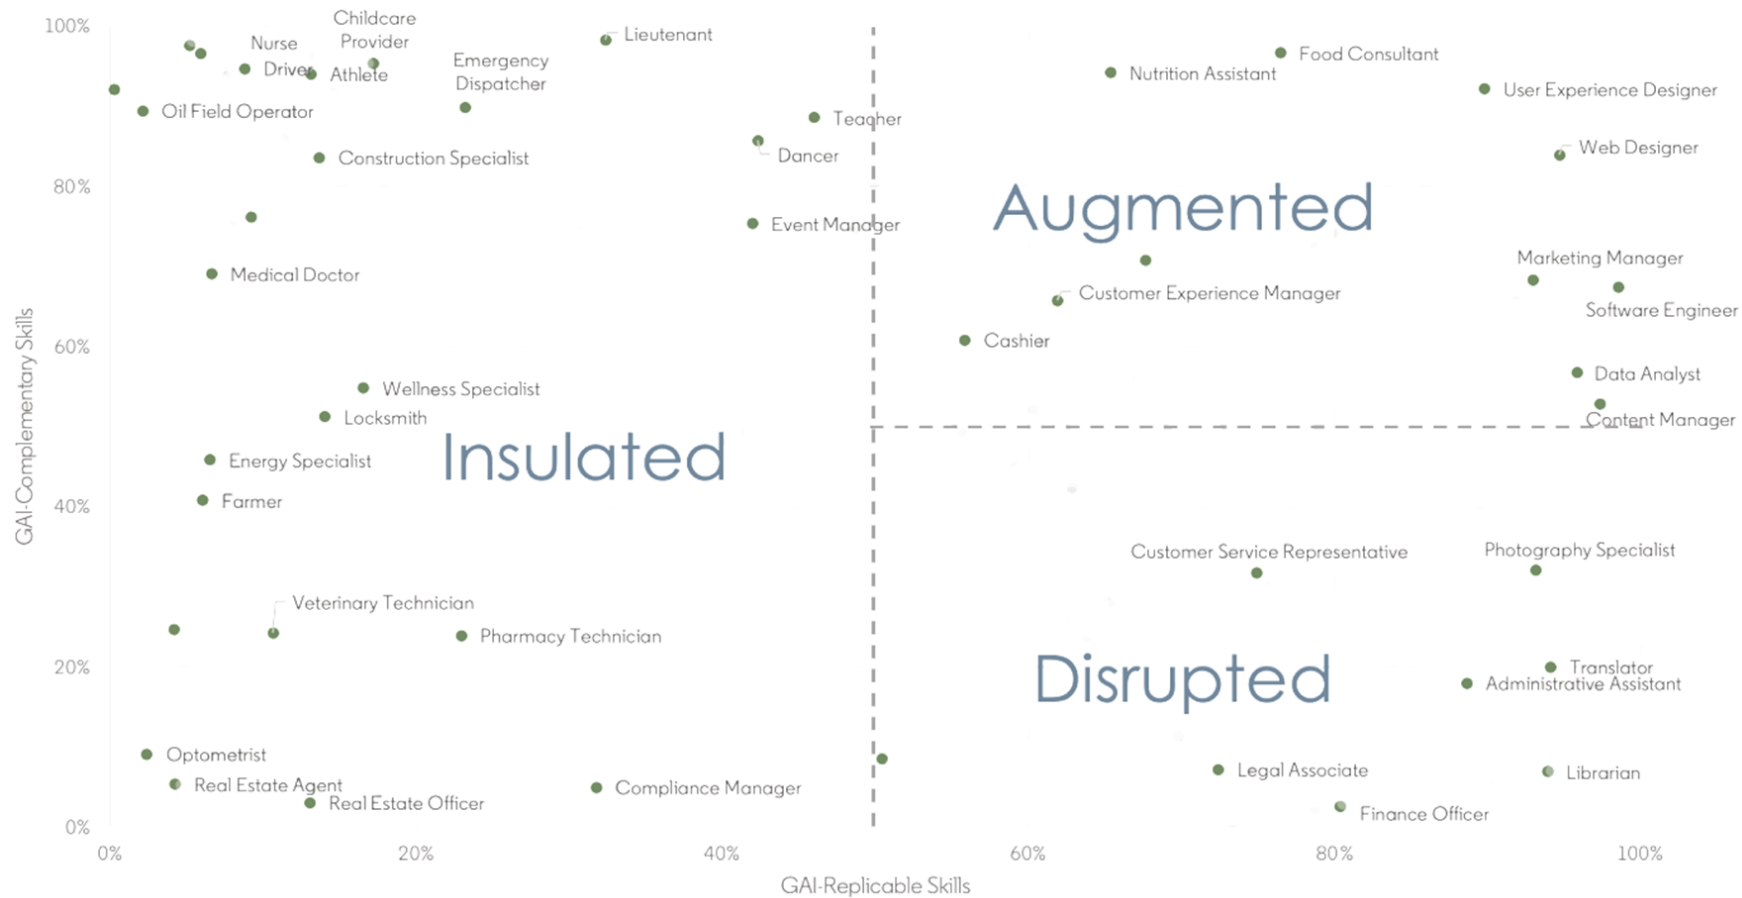 100%
Childcare
Provider
Lieutenant
Nurse
Driver
Athlete
Emergency
Dispatcher
Food Consultant
Nutrition Assistant
User Experience Designer
Oil Field Operator
Teacher
Dancer
Web Designer
Construction Specialist
80%
Augmented
Event Manager
Medical Doctor
Marketing Manager
Customer Experience Manager
Software Engineer
60%
Cashier
Data Analyst
Wellness Specialist
Locksmith
Content Manager
Insulated
Energy Specialist
Farmer
40%
GAI-Complementary Skills
Customer Service Representative
Photography Specialist
Veterinary Technician
Pharmacy Technician
20%
Disrupted
Translator
Administrative Assistant
Optometrist
Real Estate Agent
Real Estate Officer
Compliance Manager
Legal Associate
Librarian
Finance Officer
0%
0%
20%
40%
60%
80%
100%
GAI-Replicable Skills